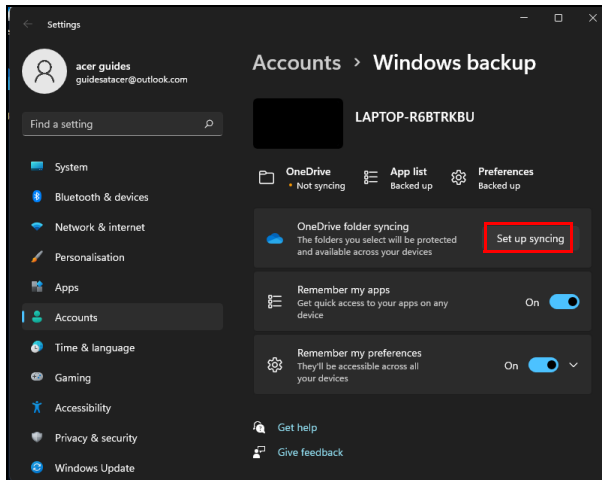 Settings
acer guides
guidesatacer@outlook.com
Find a setting
System
Bluetooth & devices
Network & internet
Personalisation
Apps
Accounts
Time & language
Gaming
Accessibility
Privacy & security
Windows Update
Accounts > Windows backup
LAPTOP-R6BTRKBU
OneDrive
Not syncing
App list
Backed up
Preferences
Backed up
OneDrive folder syncing
The folders you select will be protected
and available across your devices
Set up syncing
Remember my apps
Get quick access to your apps on any
device
On
Remember my preferences
They'll be accessible across all
your devices
On
Get help
Give feedback